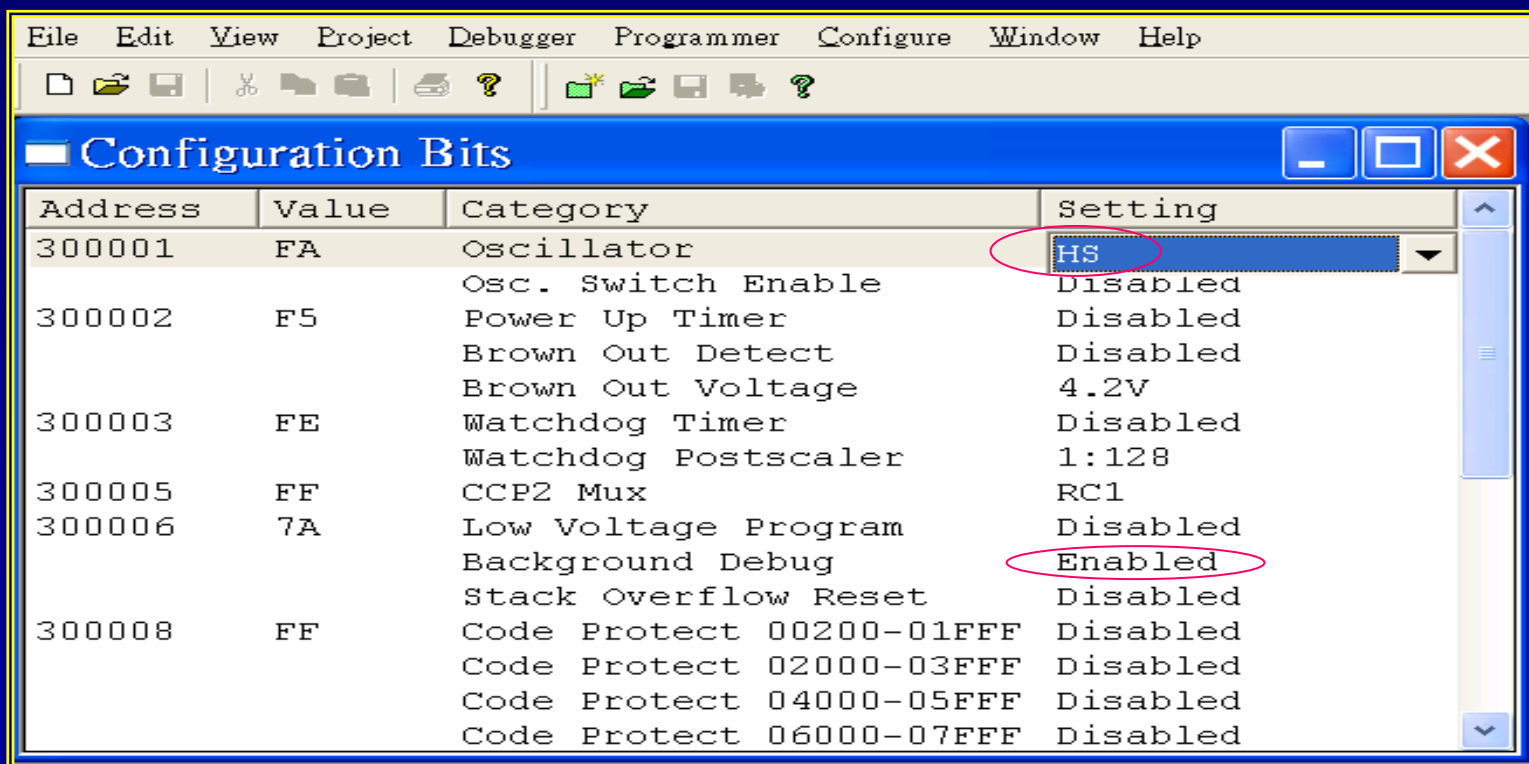 File Edit View Project Debugger Programmer Configure Window Help
Configuration Bits
Address Value Category Setting
300001 FA Oscillator HS
Osc. Switch Enable Disabled
300002 F5 Power Up Timer Disabled
Brown Out Detect Disabled
Brown Out Voltage 4.2V
300003 FE Watchdog Timer Disabled
Watchdog Postscaler 1:128
300005 FF CCP2 Mux RC1
300006 7A Low Voltage Program Disabled
Background Debug Enabled
Stack Overflow Reset Disabled
300008 FF Code Protect 00200-01FFF Disabled
Code Protect 02000-03FFF Disabled
Code Protect 04000-05FFF Disabled
Code Protect 06000-07FFF Disabled